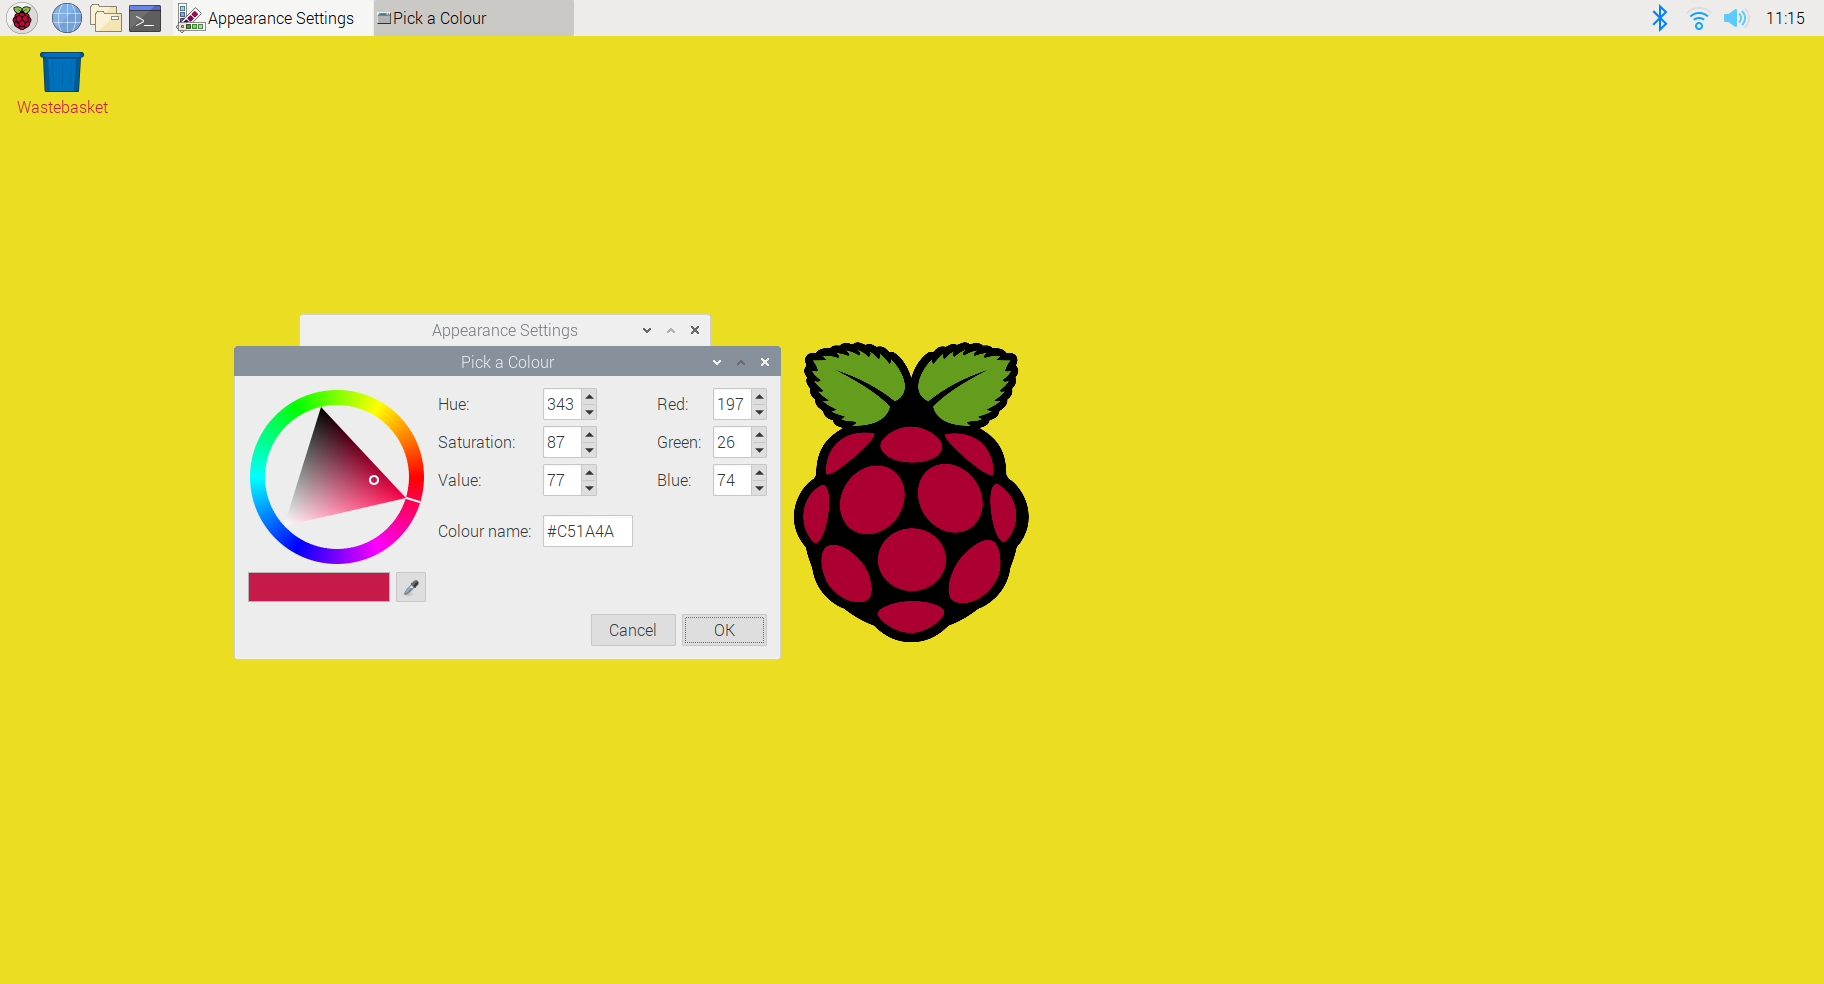 Appearance Settings
Pick a Colour
11:15
Wastebasket
Appearance Settings
Pick a Colour
Hue: 343 Red: 197
Saturation: 87 Green: 26
Value: 77 Blue: 74
Colour name: #C51A4A
Cancel OK